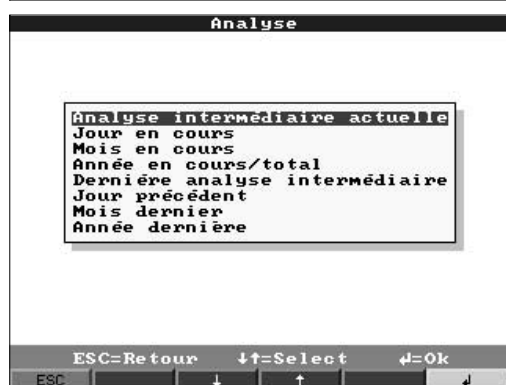 Analyse
Analyse intermédiaire actuelle
Jour en cours
Mois en cours
Année en cours/total
Derniére analyse intermédiaire
Jour précédent
Mois dernier
Année dernière
ESC=Retour ↓↑=Select ↲=Ok
ESC ↓ ↑ ↲